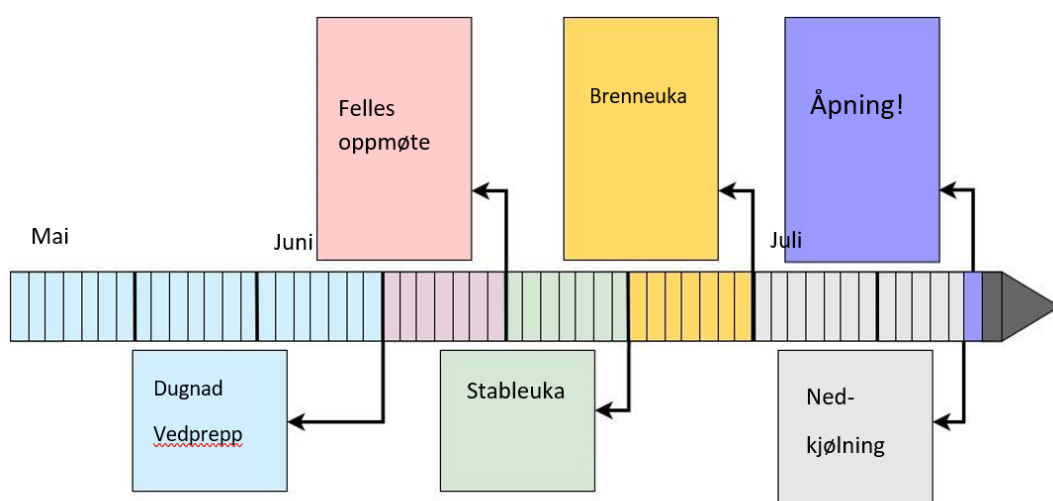 Felles
oppmøte
Brenneuka
Åpning!
Mai
Juni
Juli
Dugnad
Vedprepp
Stableuka
Ned-
kjølning